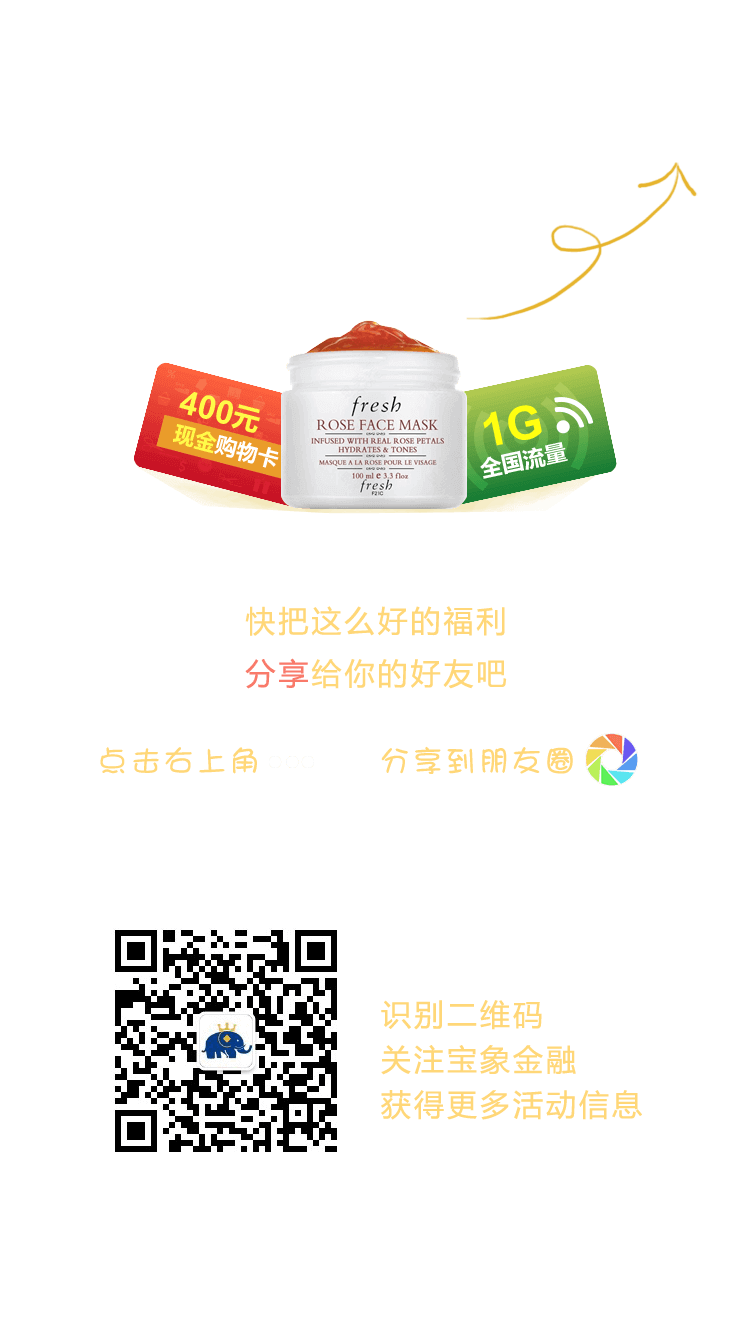 400元
现金购物卡
fresh
ROSE FACE MASK
INFUSED WITH REAL ROSE PETALS
HYDRATES & TONES
MASQUE A LA ROSE POUR LE VISAGE
100 ml e 3.3 floz
fresh
F21C
1G
全国流量
快把这么好的福利
分享给你的好友吧
点击右上角 分享到朋友圈
识别二维码
关注宝象金融
获得更多活动信息